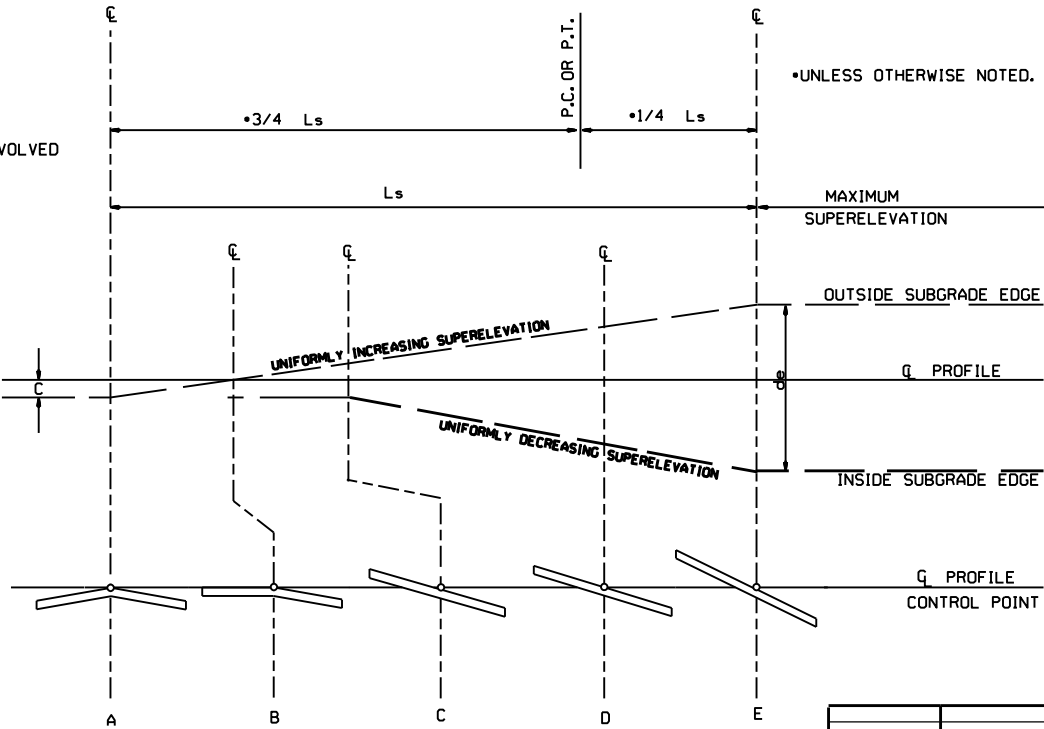 ℄
℄
P.C. OR P.T.
•UNLESS OTHERWISE NOTED.
•3/4 Ls
•1/4 Ls
VOLVED
Ls
MAXIMUM
SUPERELEVATION
℄
℄
℄
OUTSIDE SUBGRADE EDGE
UNIFORMLY INCREASING SUPERELEVATION
℄ PROFILE
C
de
UNIFORMLY DECREASING SUPERELEVATION
INSIDE SUBGRADE EDGE
℄ PROFILE
CONTROL POINT
A
B
C
D
E